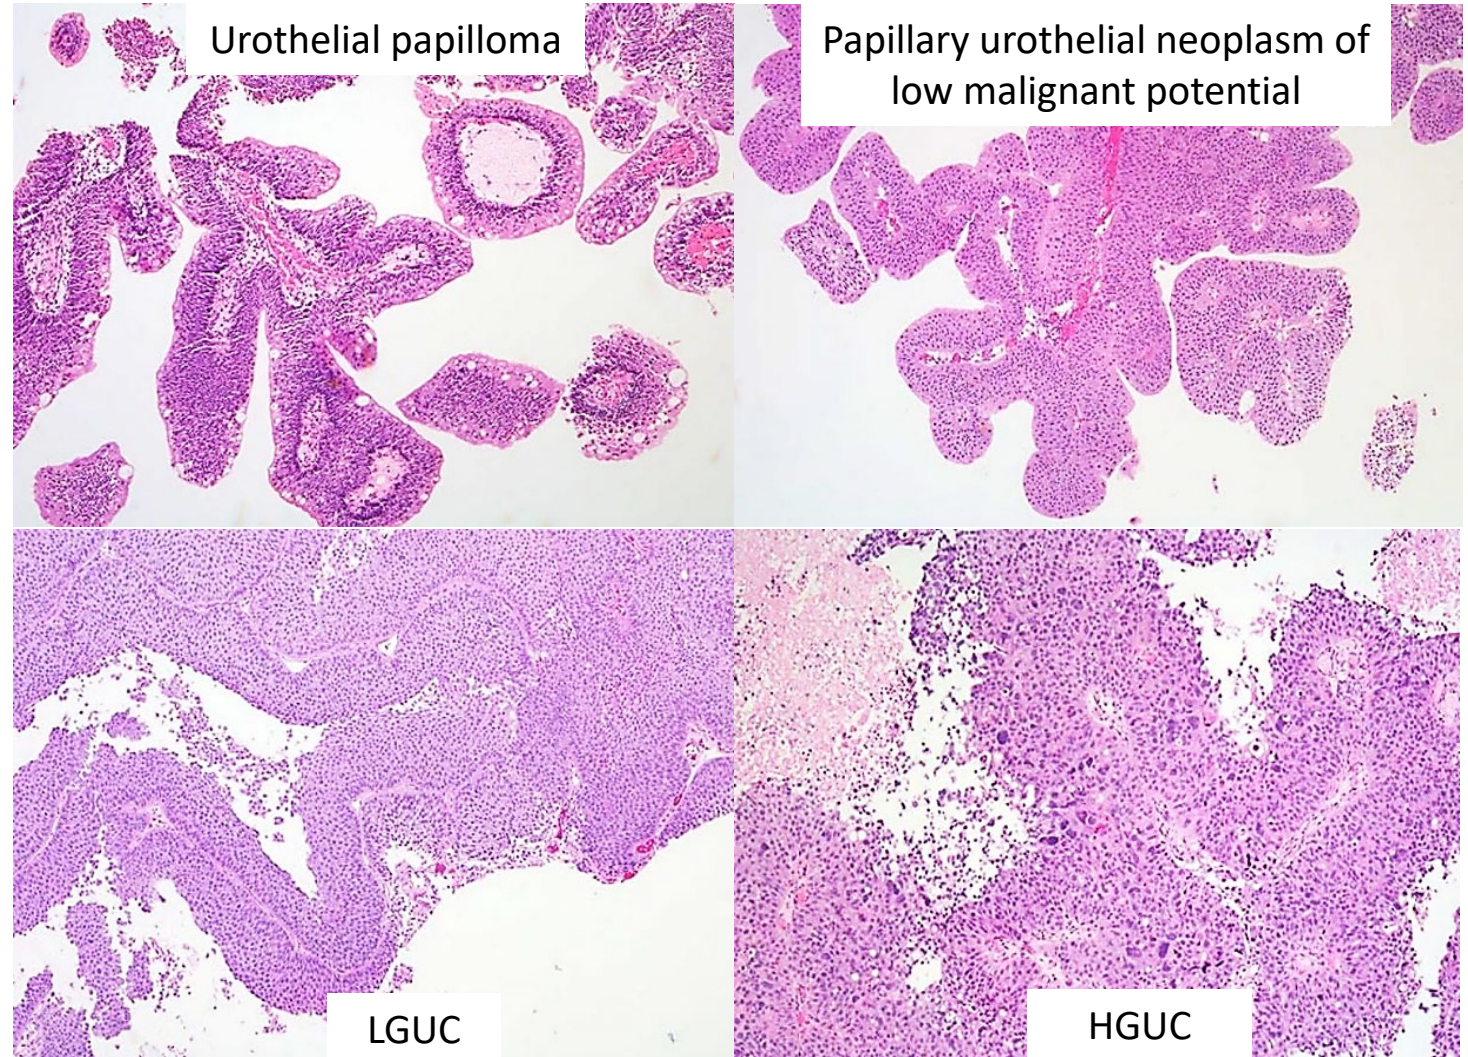 Urothelial papilloma
Papillary urothelial neoplasm of
low malignant potential
LGUC
HGUC